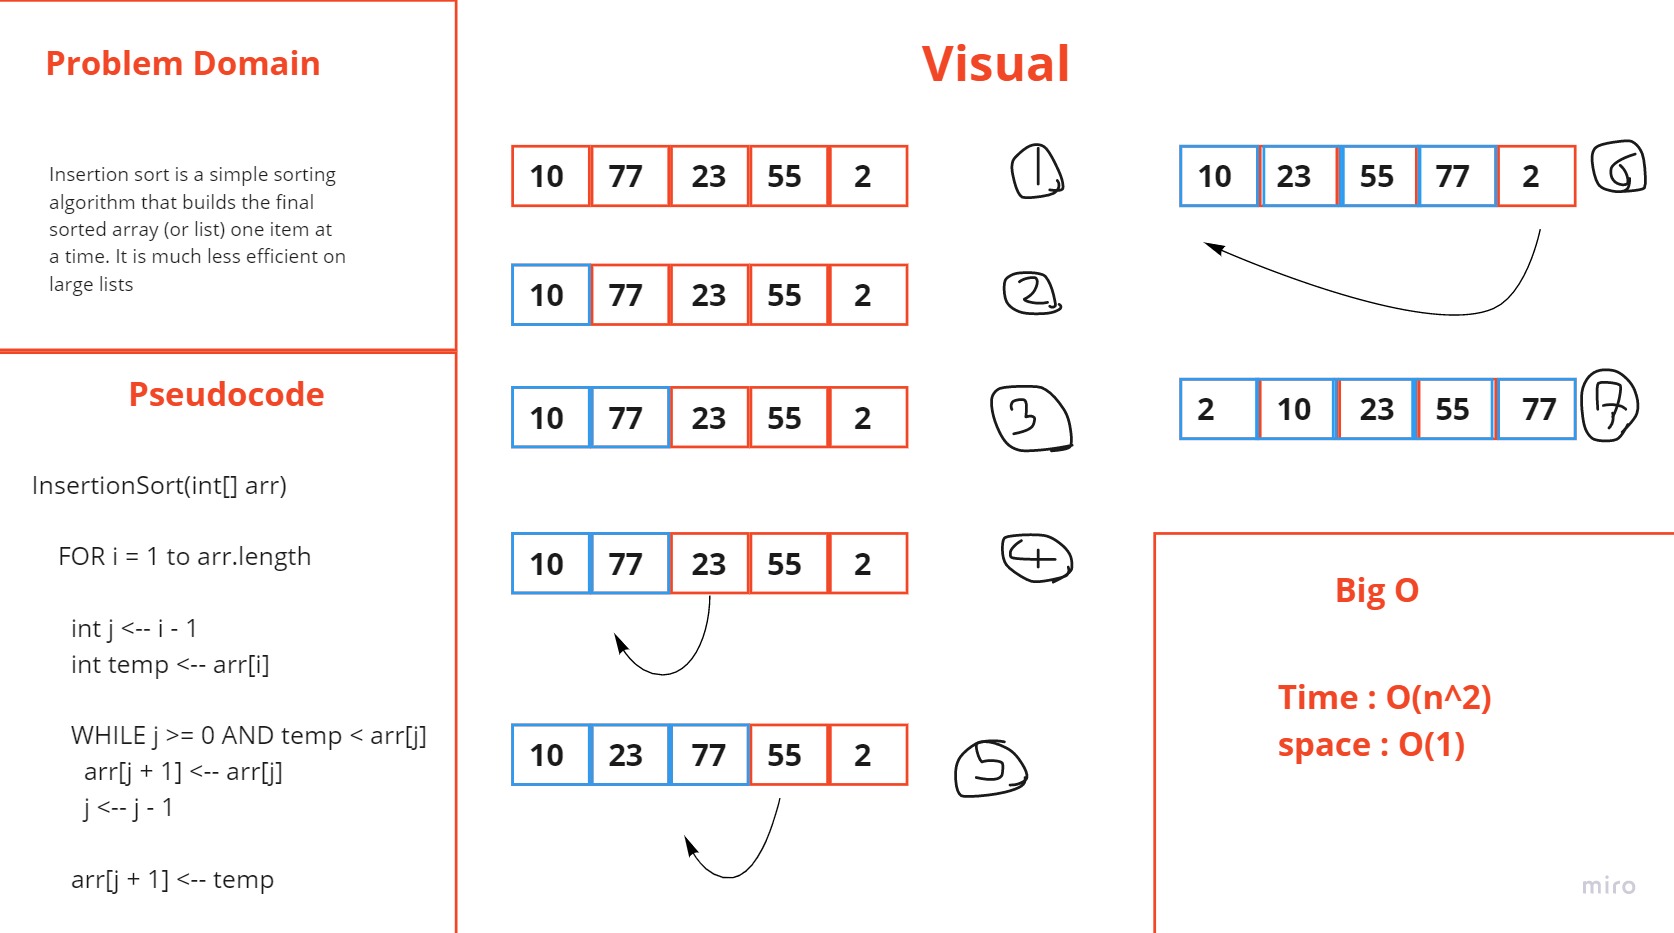 Problem Domain
Insertion sort is a simple sorting
algorithm that builds the final
sorted array (or list) one item at
a time. It is much less efficient on
large lists
Pseudocode
InsertionSort(int[] arr)
FOR i = 1 to arr.length
int j <-- i - 1
int temp <-- arr[i]
WHILE j >= 0 AND temp < arr[j]
arr[j + 1] <-- arr[j]
j <-- j - 1
arr[j + 1] <-- temp
Visual
10 77 23 55 2 1
10 77 23 55 2 2
10 77 23 55 2 3
10 77 23 55 2 4
10 23 77 55 2 5
10 23 55 77 2 6
2 10 23 55 77 7
Big O
Time : O(n^2)
space : O(1)
miro